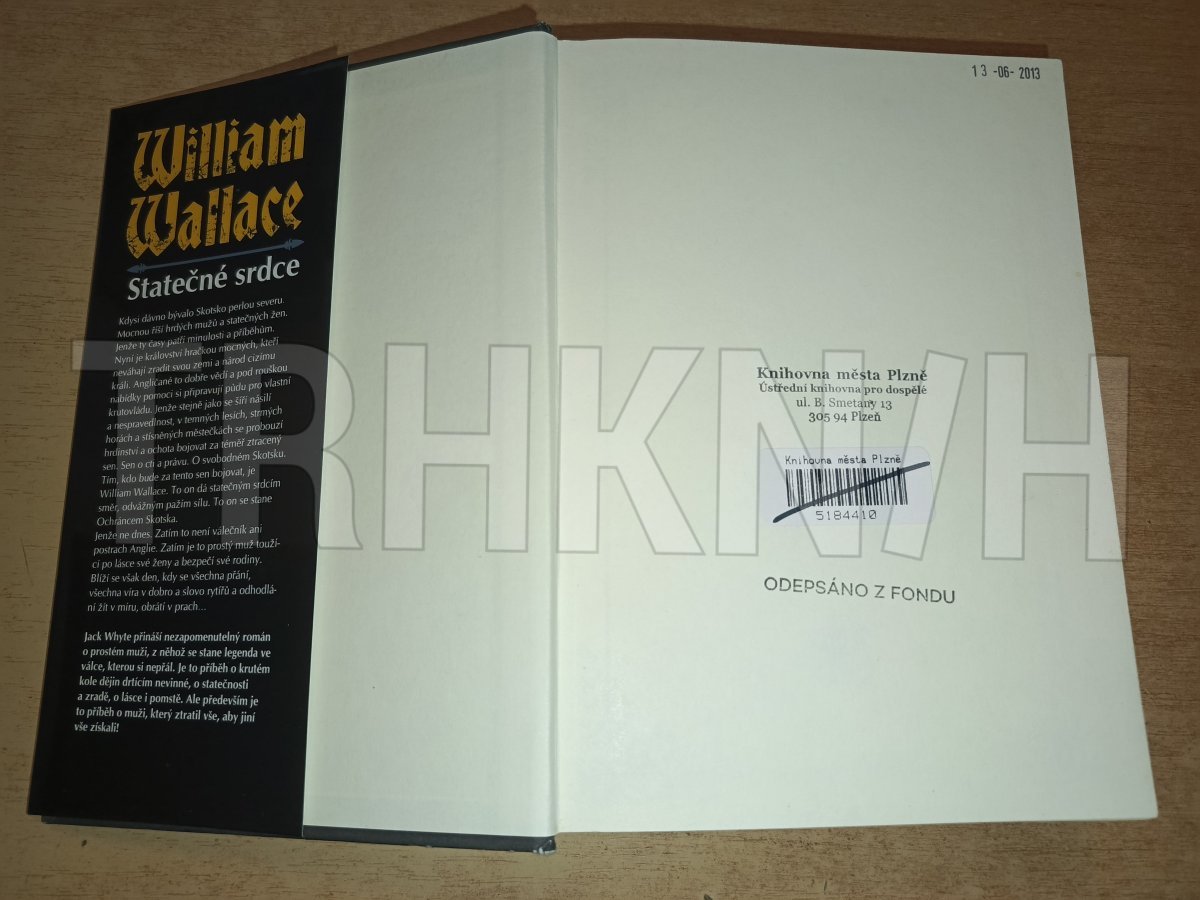 William
Wallace
Statečné srdce
Kdysi dávno bývalo Skotsko perlou severu.
Mocnou říší hrdých mužů a statečných žen.
Jenže ty časy patří minulosti a příběhům.
Nyní je království hračkou mocných, kteří
neváhají zradit svou zemi a národ cizímu
králi. Angličané to dobře vědí a pod rouškou
nabídky pomoci si připravují půdu pro vlastní
krutovládu. Jenže stejně jako se šíří násilí
a nespravedlnost, v temných lesích, strmých
horách a stísněných městečkách se probouzí
hrdinství a ochota bojovat za téměř ztracený
sen. Sen o cti a právu. O svobodném Skotsku.
Tím, kdo bude za tento sen bojovat, je
William Wallace. To on dá statečným srdcím
směr, odvážným pažím sílu. To on se stane
Ochráncem Skotska.
Jenže ne dnes. Zatím to není válečník ani
postrach Anglie. Zatím je to prostý muž touží-
cí po lásce své ženy a bezpečí své rodiny.
Blíží se však den, kdy se všechna přání,
všechna víra v dobro a slovo rytířů a odhodlá-
ní žít v míru, obrátí v prach...
Jack Whyte přináší nezapomenutelný román
o prostém muži, z něhož se stane legenda ve
válce, kterou si nepřál. Je to příběh o krutém
kole dějin drtícím nevinné, o statečnosti
a zradě, o lásce i pomstě. Ale především je
to příběh o muži, který ztratil vše, aby jiní
vše získali!
13 -06- 2013
Knihovna města Plzně
Ústřední knihovna pro dospělé
ul. B. Smetany 13
305 94 Plzeň
Knihovna města Plzně
5184410
ODEPSÁNO Z FONDU
TRHKNIH